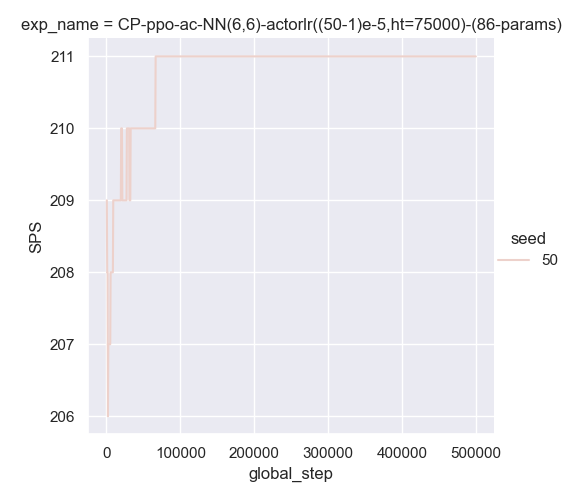 exp_name = CP-ppo-ac-NN(6,6)-actorlr((50-1)e-5,ht=75000)-(86-params)
211
210
209
208
207
206
SPS
seed
50
0 100000 200000 300000 400000 500000
global_step